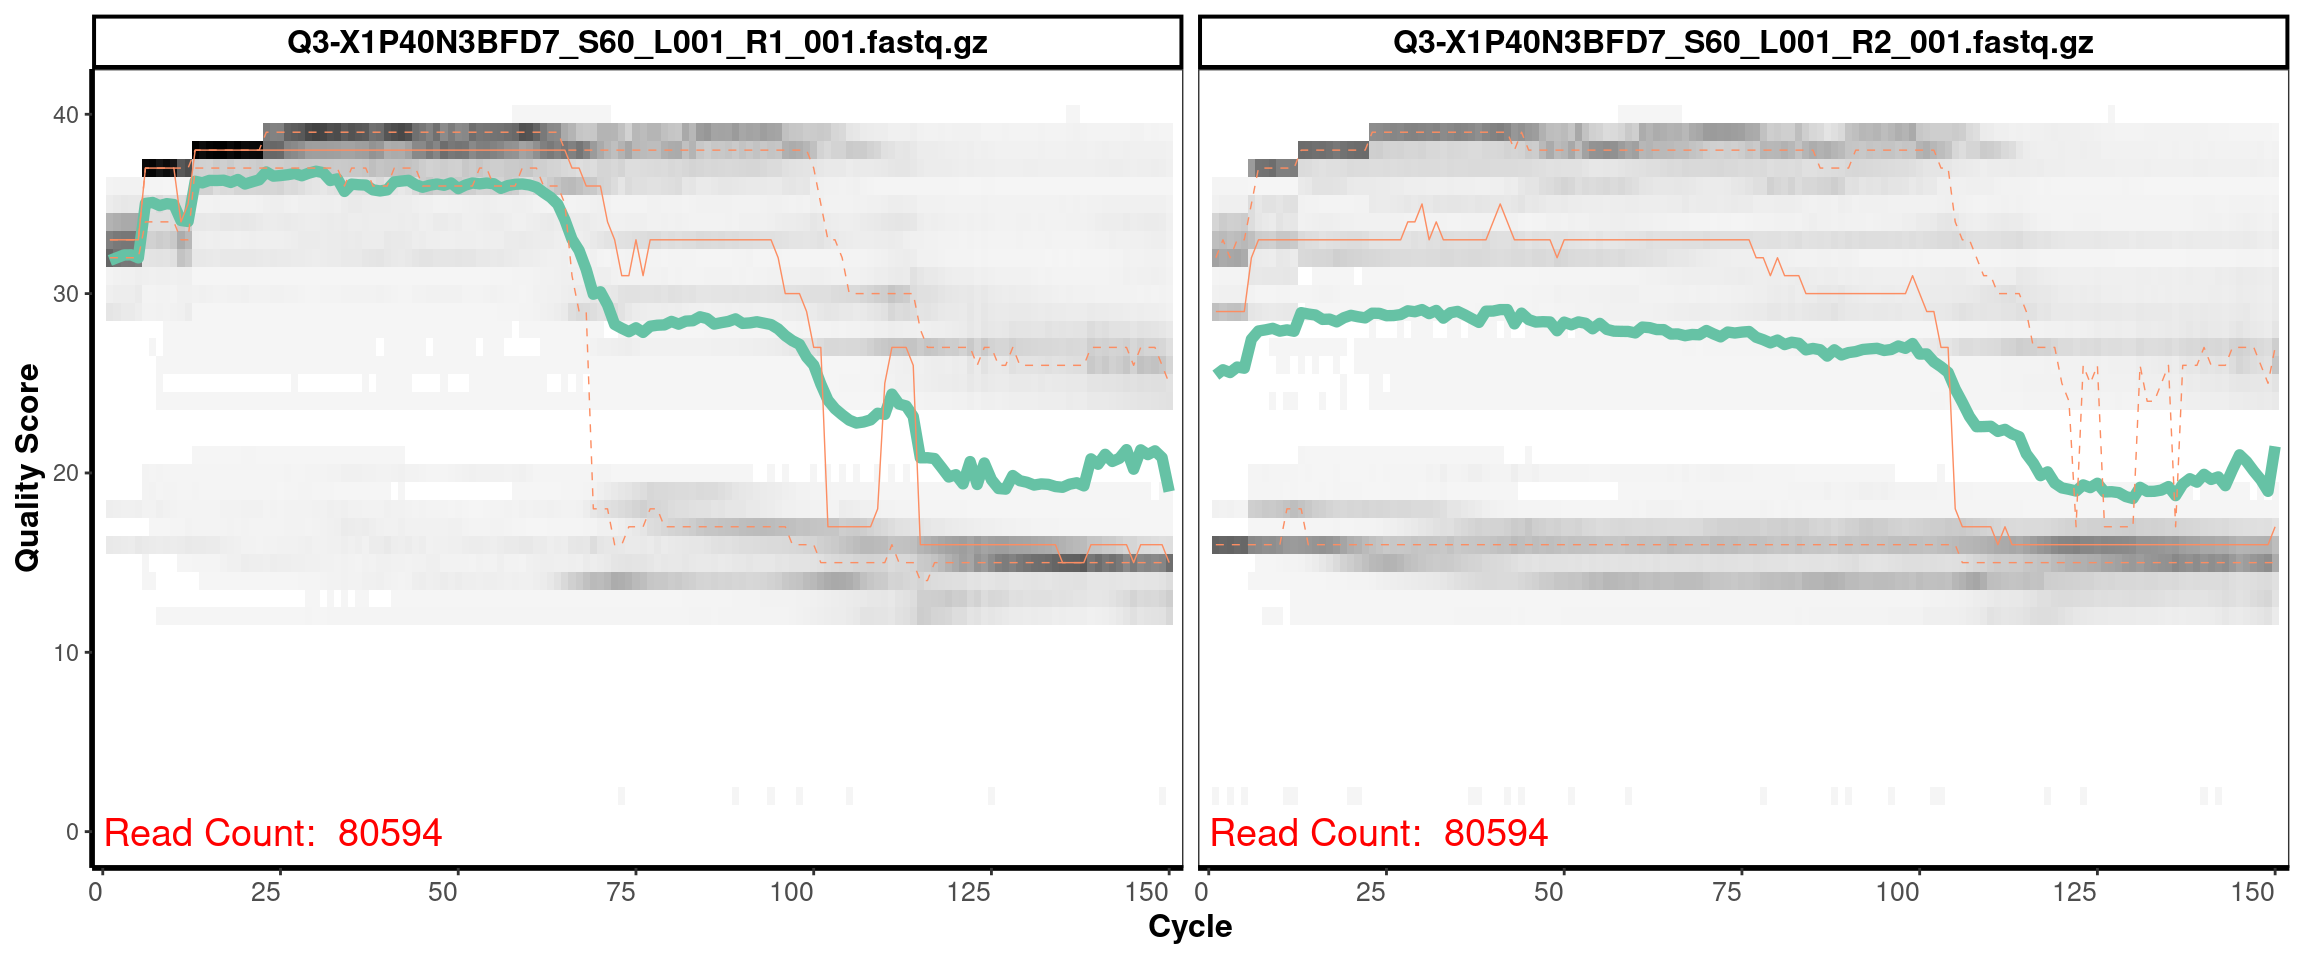 Q3-X1P40N3BFD7_S60_L001_R1_001.fastq.gz
Q3-X1P40N3BFD7_S60_L001_R2_001.fastq.gz
40
30
20
10
0
Quality Score
Read Count: 80594
Read Count: 80594
0 25 50 75 100 125 150
0 25 50 75 100 125 150
Cycle